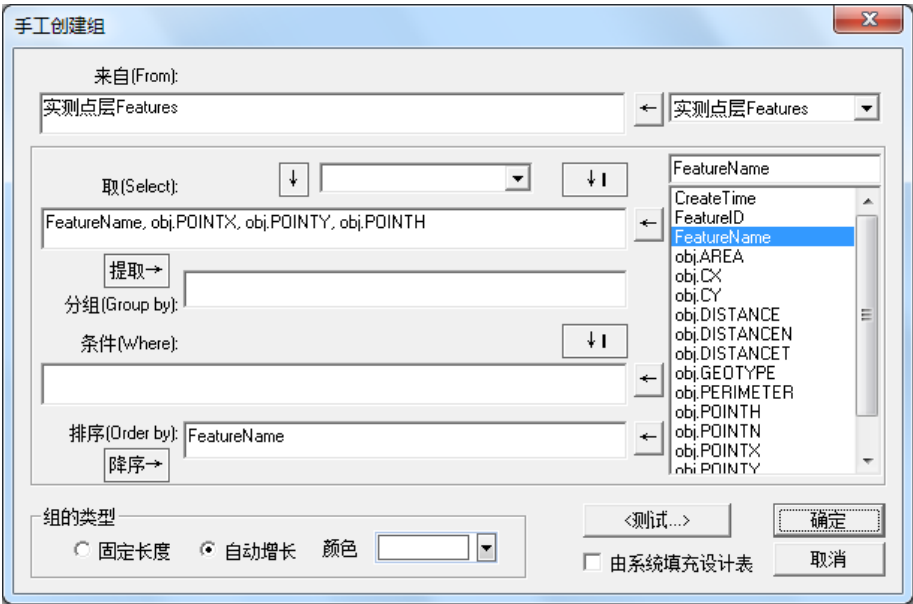 手工创建组
来自(From):
实测点层Features
实测点层Features
取(Select):
FeatureName, obj.POINTX, obj.POINTY, obj.POINTH
提取→
分组(Group by):
条件(Where):
排序(Order by):
FeatureName
降序→
FeatureName
CreateTime
FeatureID
FeatureName
obj.AREA
obj.CX
obj.CY
obj.DISTANCE
obj.DISTANCEN
obj.DISTANCET
obj.GEOTYPE
obj.PERIMETER
obj.POINTH
obj.POINTN
obj.POINTX
obj.POINTY
组的类型
固定长度
自动增长
颜色
<测试...>
确定
由系统填充设计表
取消